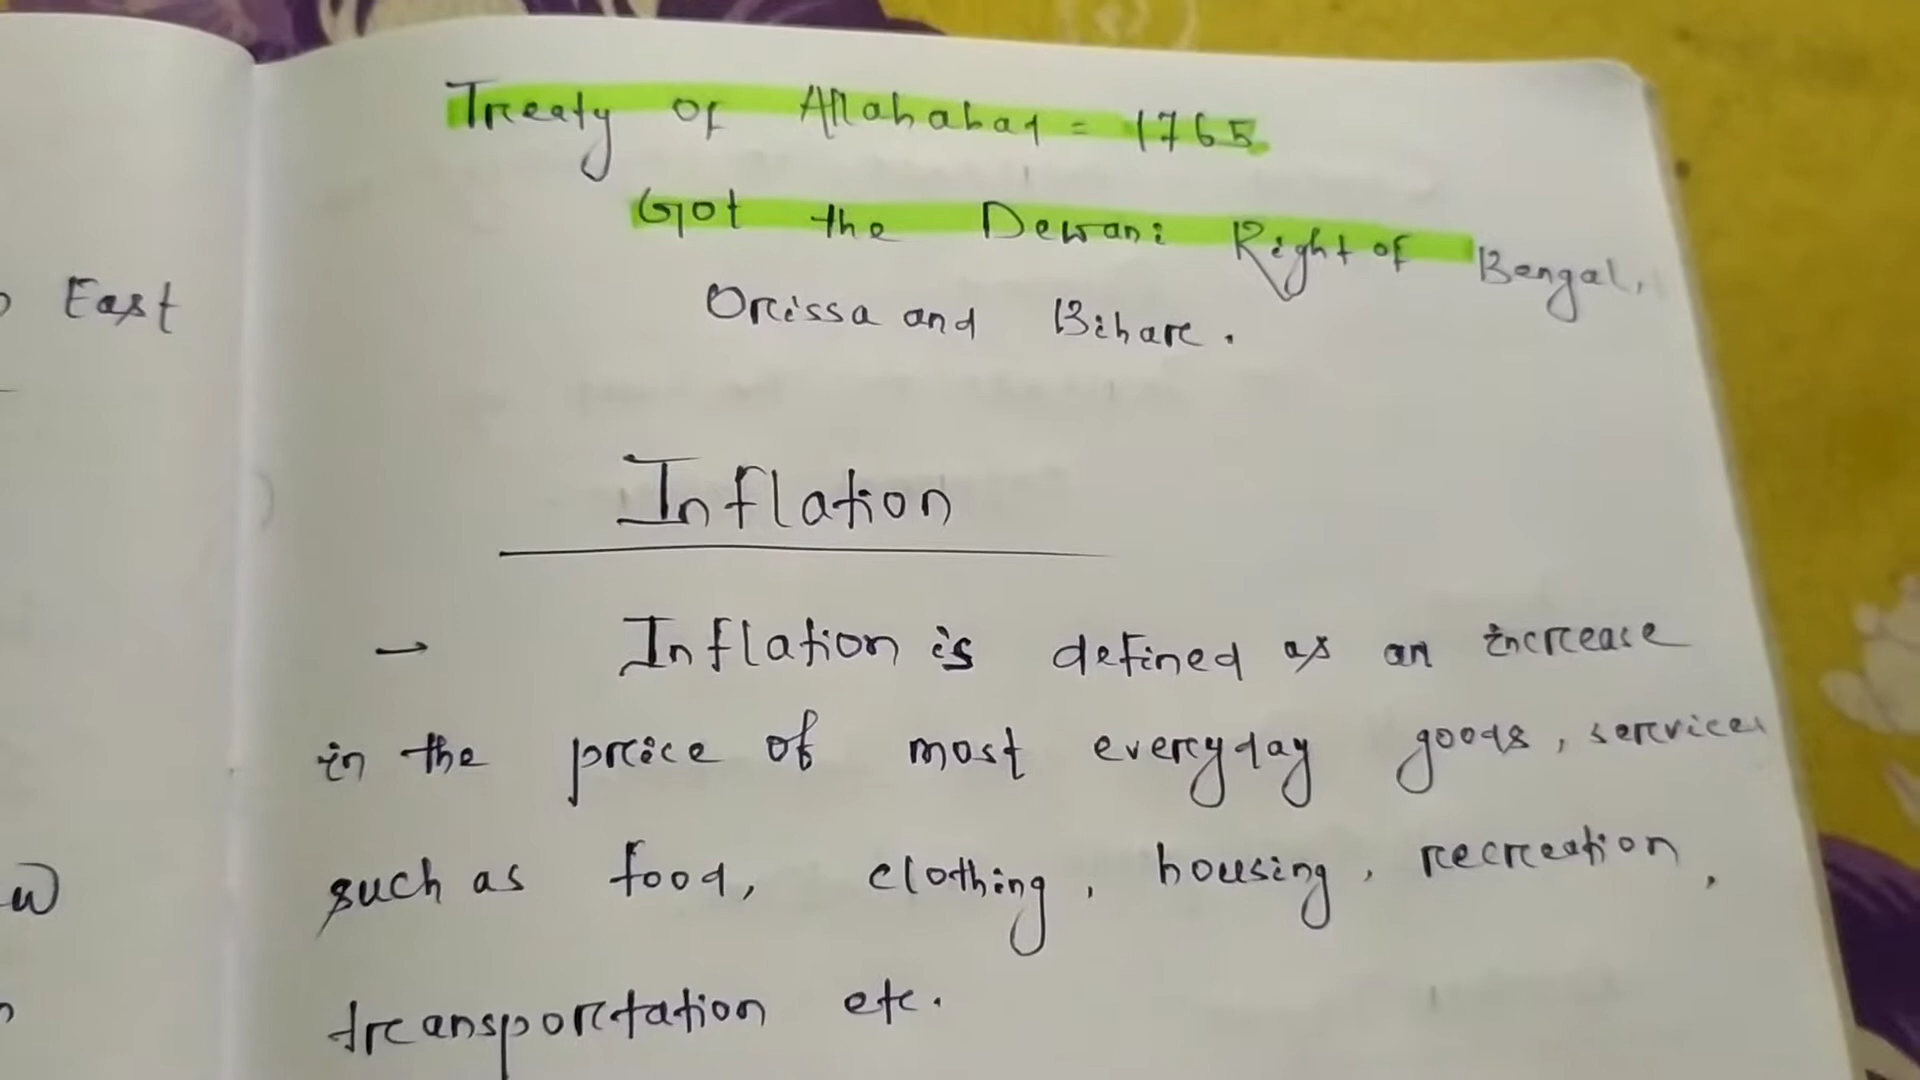 East
w
Treaty of Allahabad = 1765
Got the Dewani Right of Bengal,
Orissa and Bihar.
Inflation
→ Inflation is defined as an increase
in the price of most everyday goods, services
such as food, clothing, housing, recreation,
transportation etc.